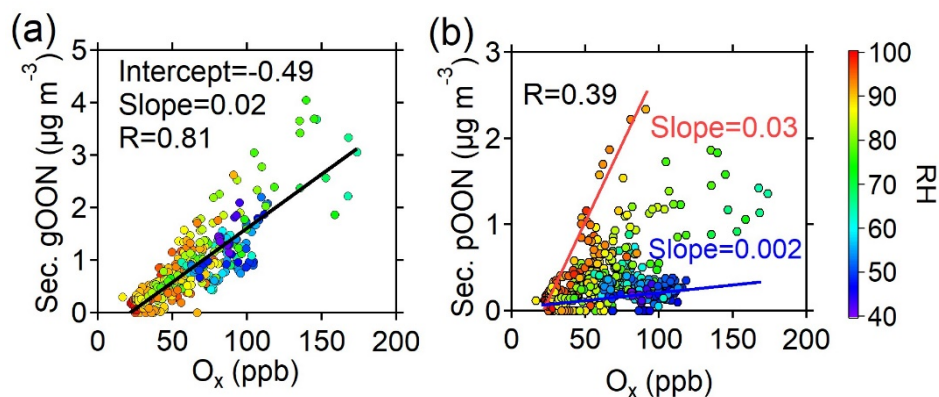 (a)
Sec. gOON (µg m⁻³)
5
4
3
2
1
0
Intercept=-0.49
Slope=0.02
R=0.81
0 50 100 150 200
Oₓ (ppb)
(b)
Sec. pOON (µg m⁻³)
3
2
1
0
R=0.39
Slope=0.03
Slope=0.002
0 50 100 150 200
Oₓ (ppb)
100
90
80
70
60
50
40
RH